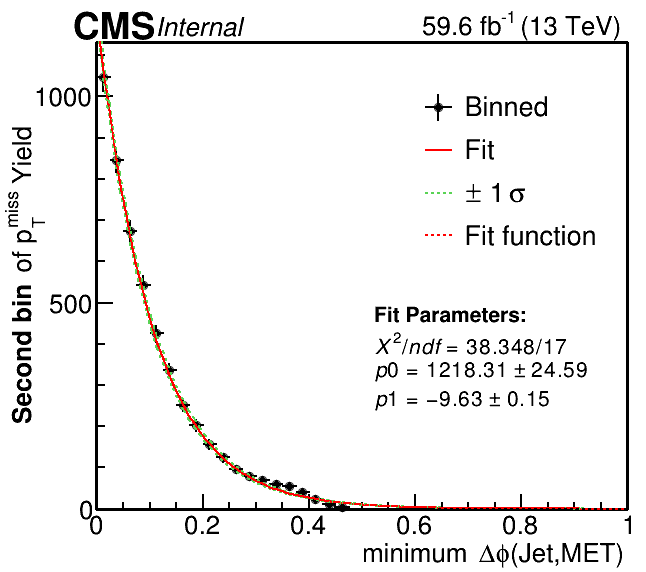 CMS Internal 59.6 fb-1 (13 TeV)
Second bin of pTmiss Yield
1000
500
0
Binned
Fit
± 1 σ
Fit function
Fit Parameters:
X2/ndf = 38.348/17
p0 = 1218.31 ± 24.59
p1 = −9.63 ± 0.15
0 0.2 0.4 0.6 0.8 1
minimum Δϕ(Jet,MET)